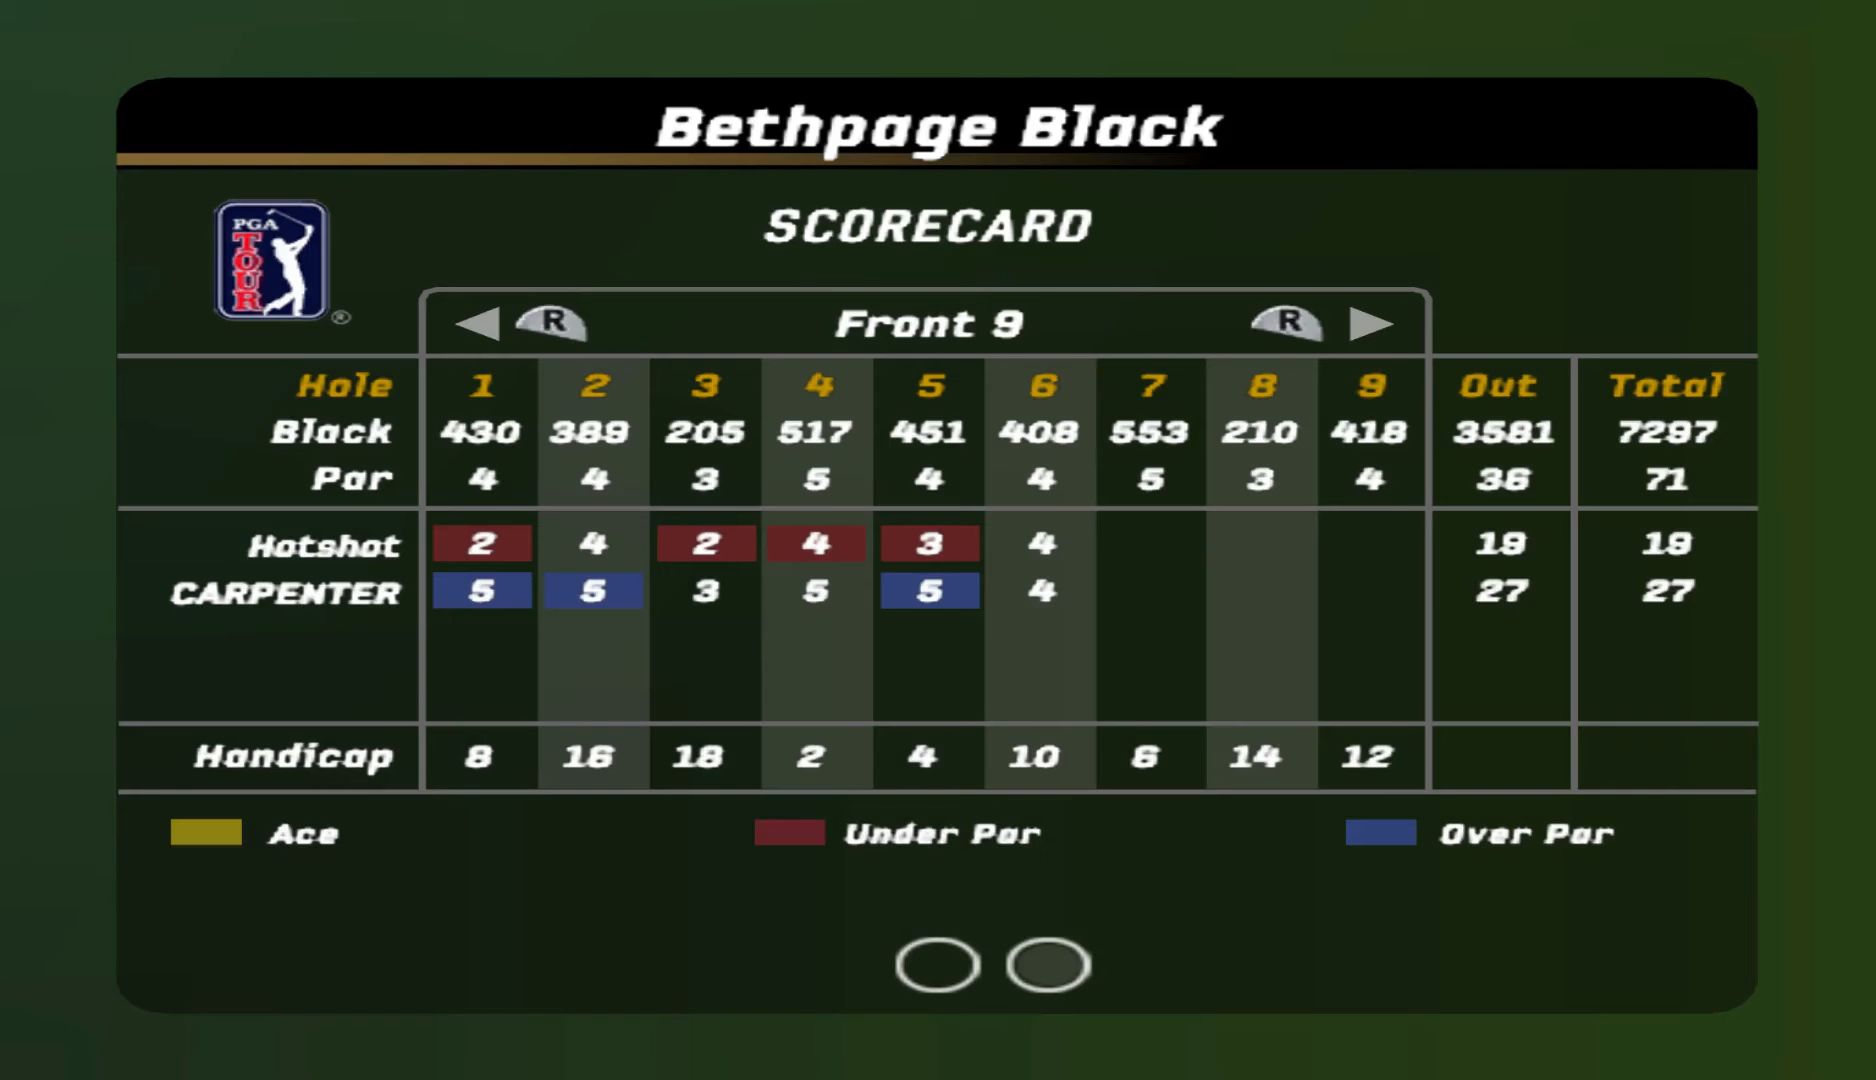 Bethpage Black
PGA TOUR ®
SCORECARD
R Front 9 R
Hole 1 2 3 4 5 6 7 8 9 Out Total
Black 430 389 205 517 451 408 553 210 418 3581 7297
Par 4 4 3 5 4 4 5 3 4 36 71
Hotshot 2 4 2 4 3 4 19 19
CARPENTER 5 5 3 5 5 4 27 27
Handicap 8 16 18 2 4 10 6 14 12
Ace Under Par Over Par